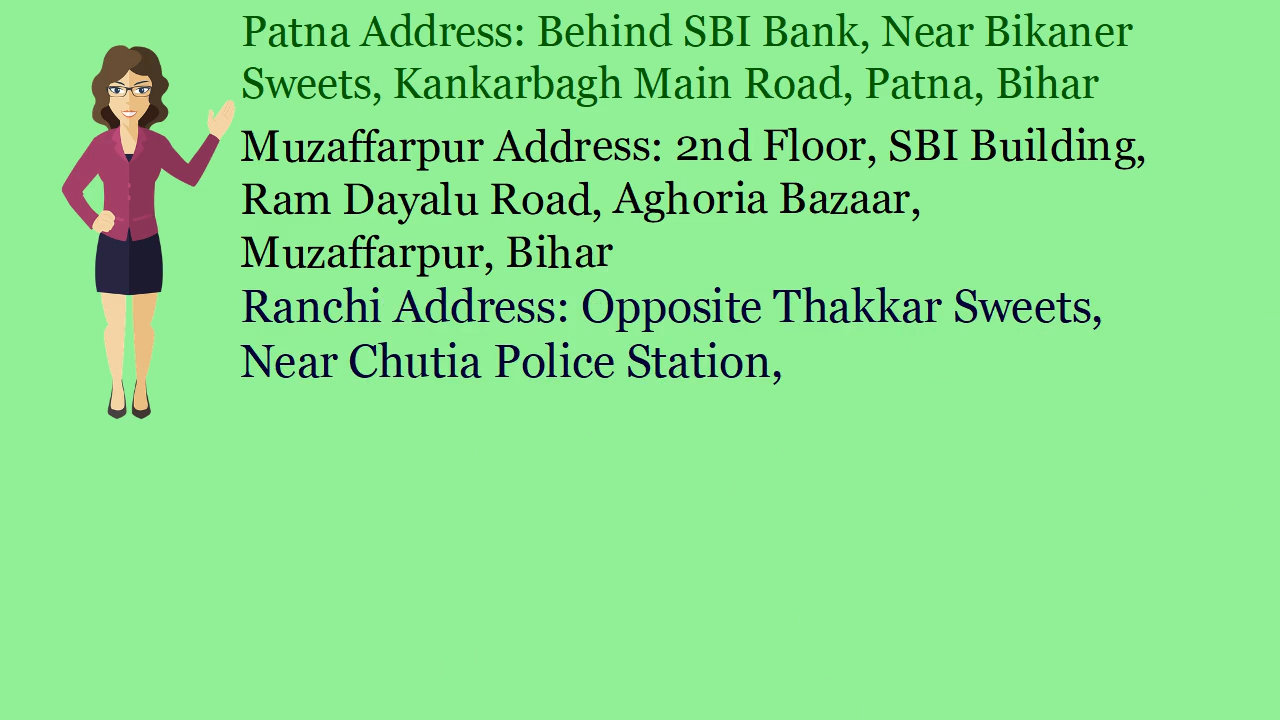 Patna Address: Behind SBI Bank, Near Bikaner
Sweets, Kankarbagh Main Road, Patna, Bihar
Muzaffarpur Address: 2nd Floor, SBI Building,
Ram Dayalu Road, Aghoria Bazaar,
Muzaffarpur, Bihar
Ranchi Address: Opposite Thakkar Sweets,
Near Chutia Police Station,